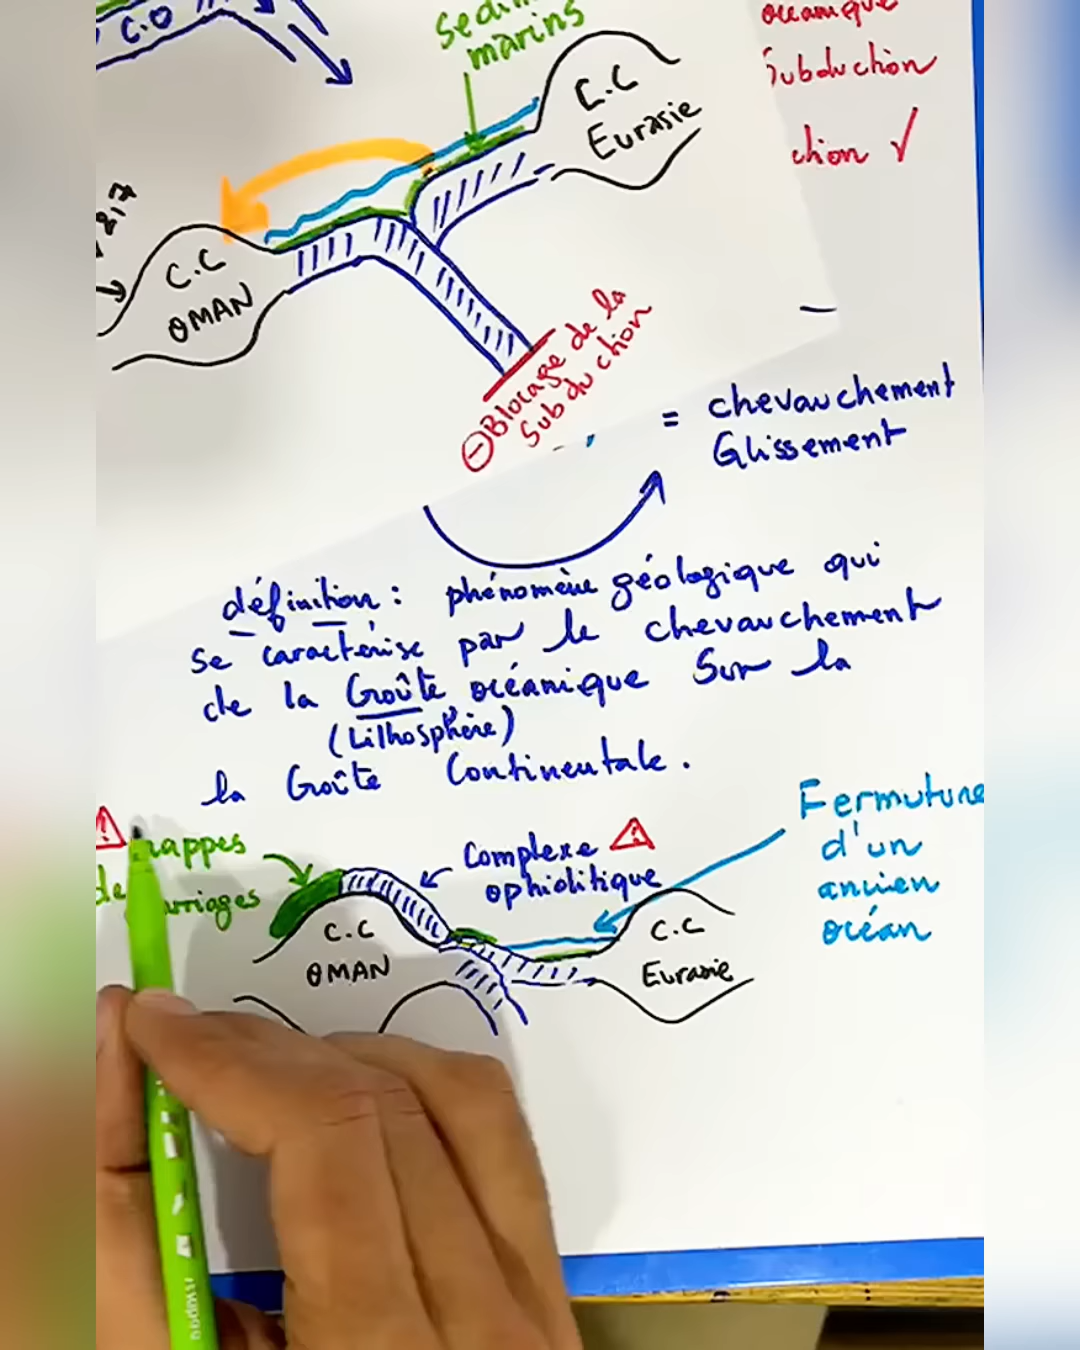 C.O
marins
océanique
Subduction
ction ✓
C.C
Eurasie
C.C
OMAN
⊖ Blocage de la
Subduction
= chevauchement
Glissement
définition : phénomène géologique qui
se caractérise par le chevauchement
de la Croûte océanique Sur la
(Lithosphère)
la Croûte Continentale.
nappes
Complexe
ophiolitique
Fermuture
d'un
ancien
océan
C.C
OMAN
C.C
Eurasie